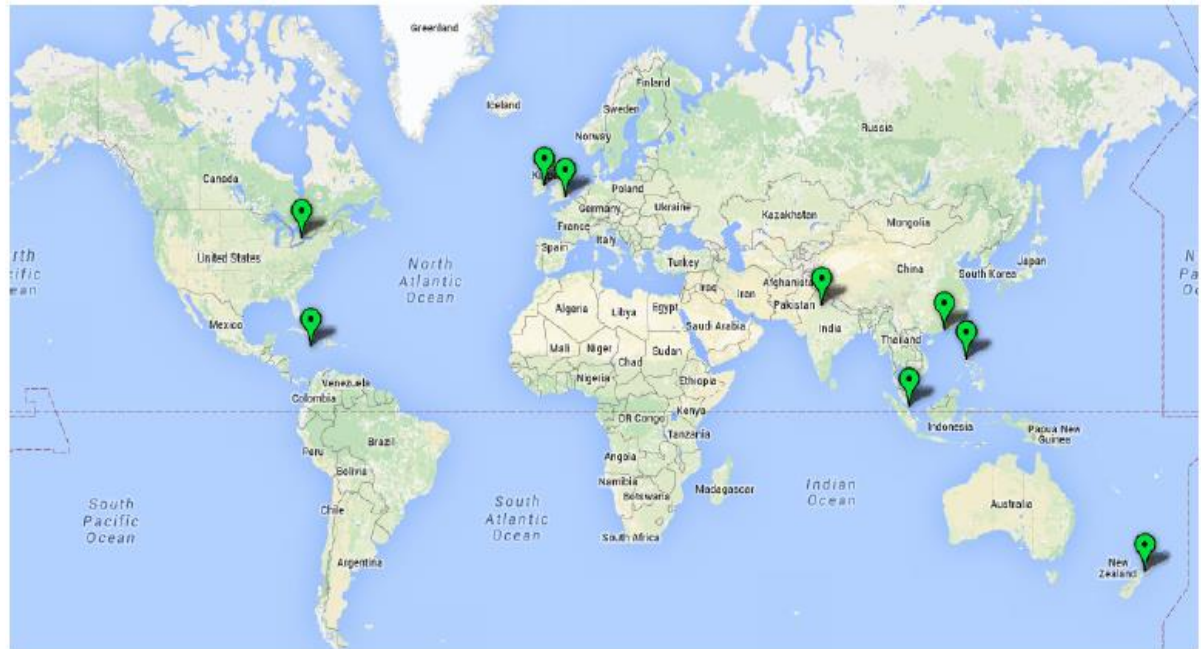 Greenland
Iceland
Finland
Sweden
Norway
Russia
Canada
Poland
Germany
Ukraine
Kazakhstan
Mongolia
France
Italy
Spain
Turkey
United States
North
Atlantic
Ocean
China
South Korea
Japan
Iraq
Iran
Afghanistan
Pakistan
Algeria
Libya
Egypt
Saudi Arabia
India
Mexico
Thailand
Mali
Niger
Chad
Sudan
Nigeria
Ethiopia
Venezuela
Colombia
DR Congo
Kenya
Tanzania
Indonesia
Papua New
Guinea
Brazil
Peru
Bolivia
Angola
Namibia
Botswana
Madagascar
Indian
Ocean
South
Pacific
Ocean
Chile
South
Atlantic
Ocean
Australia
South Africa
Argentina
New
Zealand